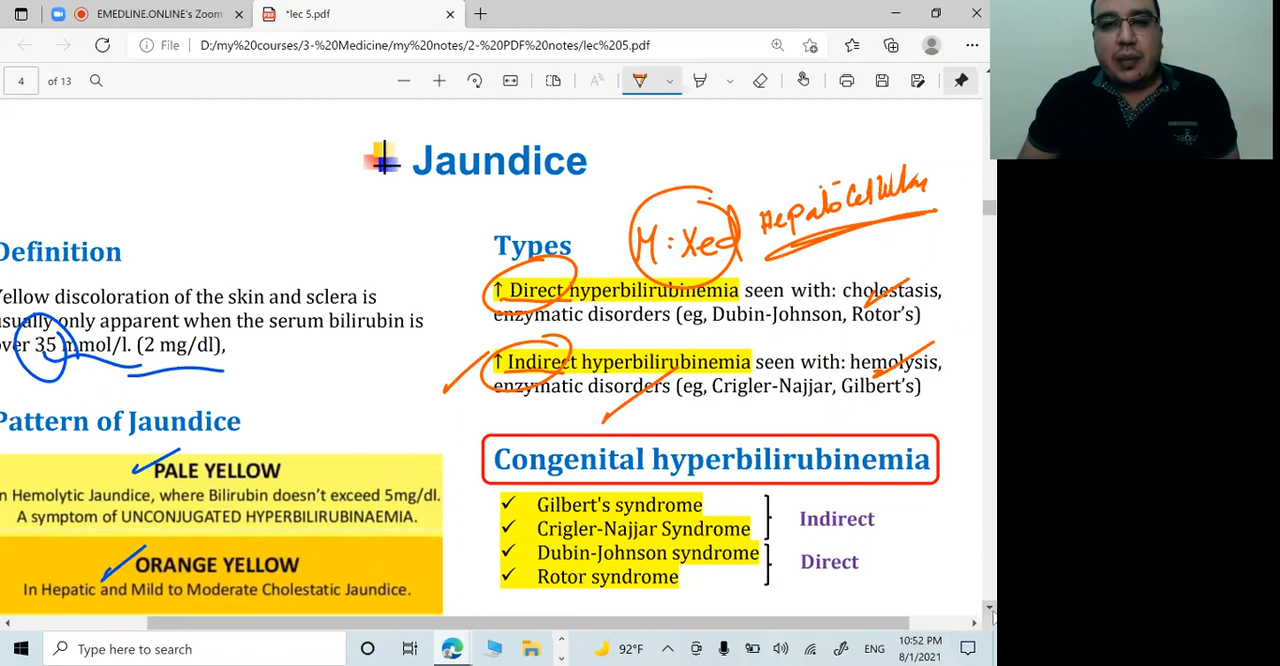 EMEDLINE.ONLINE's Zoom
*lec 5.pdf
File
D:/my%20courses/3-%20Medicine/my%20notes/2-%20PDF%20notes/lec%205.pdf
4 of 13
Jaundice
Definition
Yellow discoloration of the skin and sclera is
usually only apparent when the serum bilirubin is
over 35 mmol/l. (2 mg/dl),
Pattern of Jaundice
PALE YELLOW
In Hemolytic Jaundice, where Bilirubin doesn't exceed 5mg/dl.
A symptom of UNCONJUGATED HYPERBILIRUBINAEMIA.
ORANGE YELLOW
In Hepatic and Mild to Moderate Cholestatic Jaundice.
Mixed
HepatoCellular
Types
↑ Direct hyperbilirubinemia seen with: cholestasis,
enzymatic disorders (eg, Dubin-Johnson, Rotor's)
↑ Indirect hyperbilirubinemia seen with: hemolysis,
enzymatic disorders (eg, Crigler-Najjar, Gilbert's)
Congenital hyperbilirubinemia
✓ Gilbert's syndrome
✓ Crigler-Najjar Syndrome
Indirect
✓ Dubin-Johnson syndrome
✓ Rotor syndrome
Direct
Type here to search
92°F
ENG
10:52 PM
8/1/2021